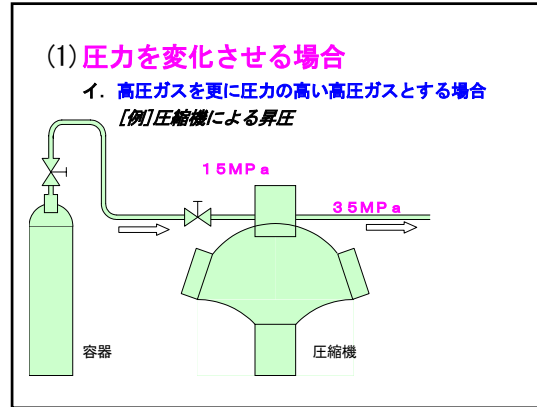 (1)圧力を変化させる場合
イ．高圧ガスを更に圧力の高い高圧ガスとする場合
[例]圧縮機による昇圧
１５MPa
３５MPa
容器
圧縮機